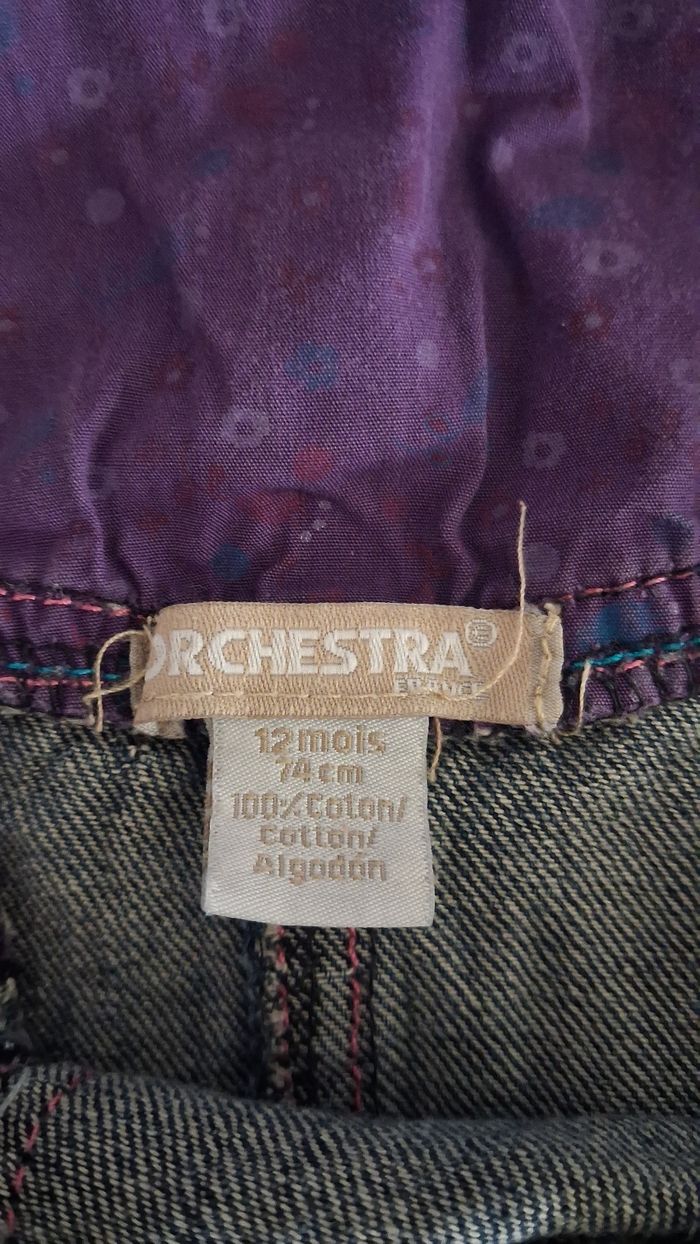 ORCHESTRA®
12 mois
74 cm
100% Coton/
Cotton/
Algodón